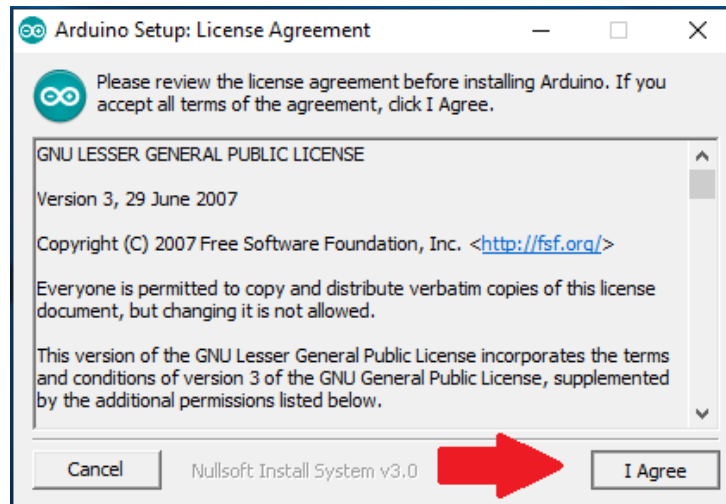 Arduino Setup: License Agreement
Please review the license agreement before installing Arduino. If you
accept all terms of the agreement, click I Agree.
GNU LESSER GENERAL PUBLIC LICENSE
Version 3, 29 June 2007
Copyright (C) 2007 Free Software Foundation, Inc. <http://fsf.org/>
Everyone is permitted to copy and distribute verbatim copies of this license
document, but changing it is not allowed.
This version of the GNU Lesser General Public License incorporates the terms
and conditions of version 3 of the GNU General Public License, supplemented
by the additional permissions listed below.
Cancel
Nullsoft Install System v3.0
I Agree